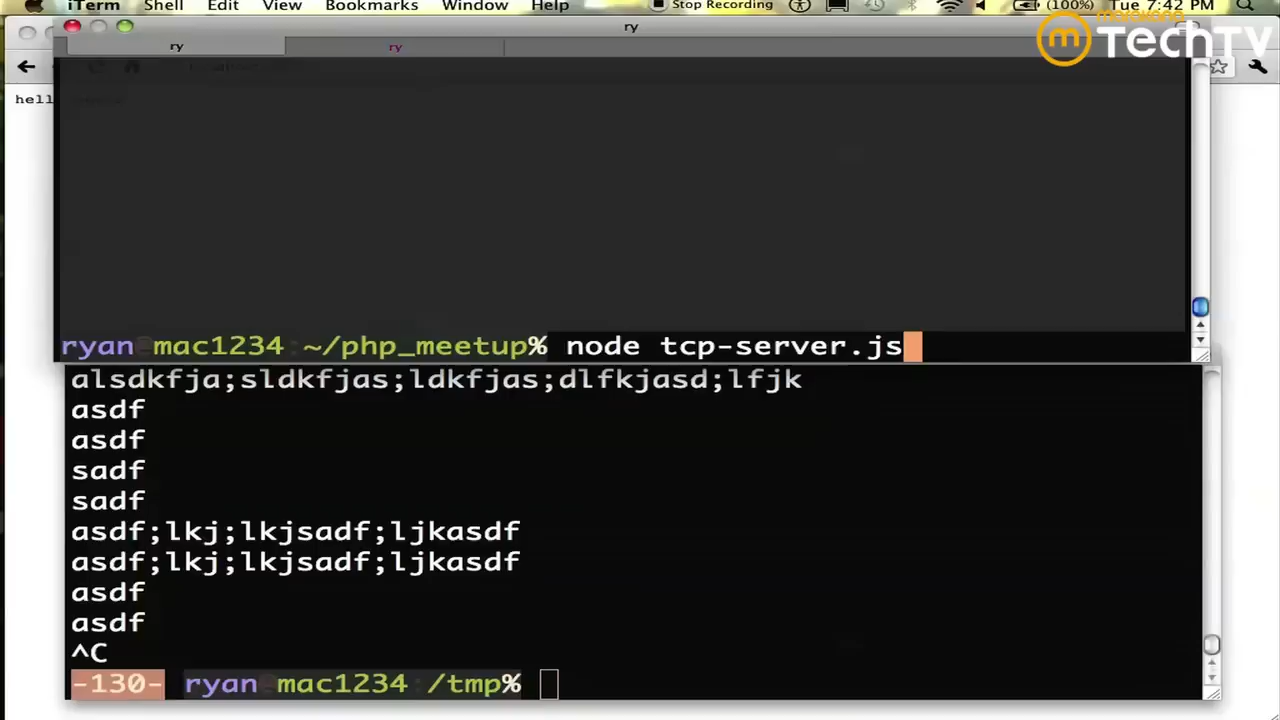 iTerm Shell Edit View Bookmarks Window Help Stop Recording (100%) Tue 7:42 PM
marakana
m TechTV
ry
ry ry
hell
ryan@mac1234:~/php_meetup% node tcp-server.js
alsdkfja;sldkfjas;ldkfjas;dlfkjasd;lfjk
asdf
asdf
sadf
sadf
asdf;lkj;lkjsadf;ljkasdf
asdf;lkj;lkjsadf;ljkasdf
asdf
asdf
^C
-130- ryan@mac1234:/tmp%